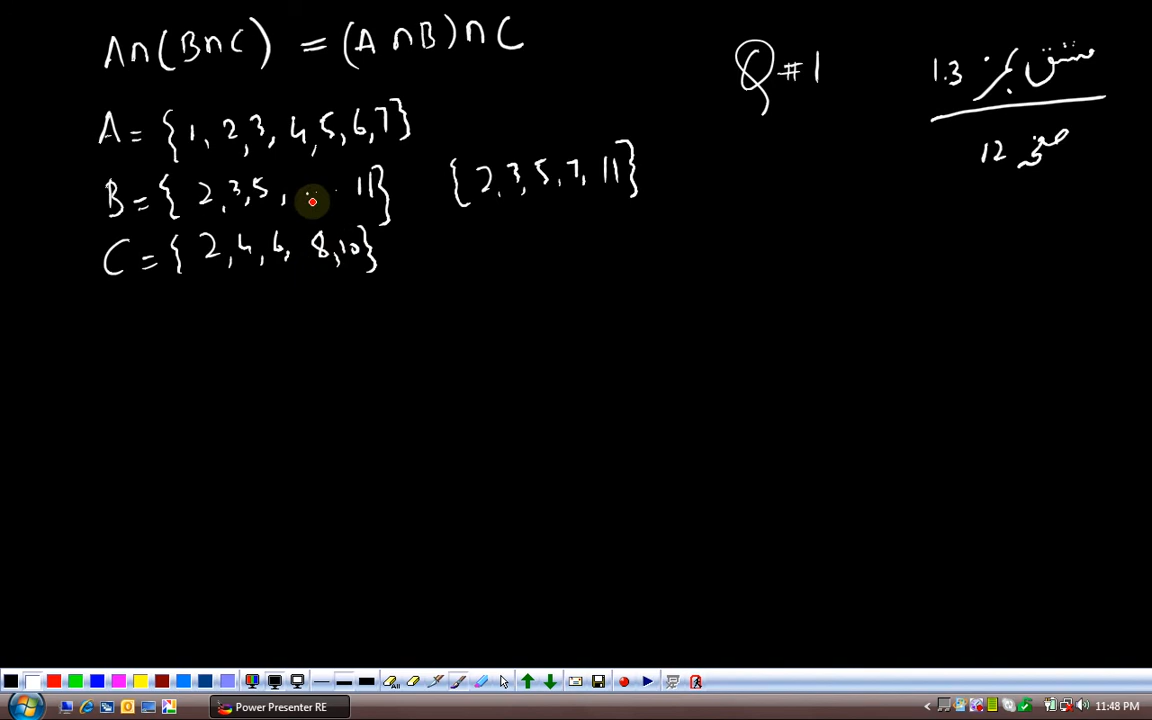 A∩(B∩C) = (A∩B)∩C
Q # 1
مشق نمبر 1.3
صفحہ 12
A = { 1, 2, 3, 4, 5, 6, 7}
B = { 2, 3, 5, ... 11} {2, 3, 5, 7, 11}
C = { 2, 4, 6, 8, 10}
Power Presenter RE
11:48 PM